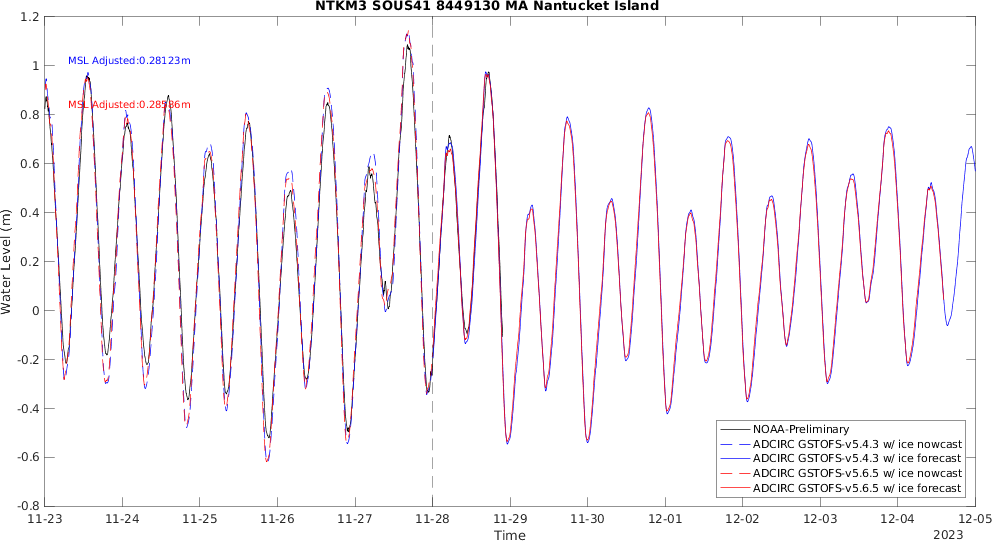 NTKM3 SOUS41 8449130 MA Nantucket Island
1.2
1
0.8
0.6
0.4
0.2
0
-0.2
-0.4
-0.6
-0.8
Water Level (m)
MSL Adjusted:0.28123m
MSL Adjusted:0.28586m
NOAA-Preliminary
ADCIRC GSTOFS-v5.4.3 w/ ice nowcast
ADCIRC GSTOFS-v5.4.3 w/ ice forecast
ADCIRC GSTOFS-v5.6.5 w/ ice nowcast
ADCIRC GSTOFS-v5.6.5 w/ ice forecast
11-23 11-24 11-25 11-26 11-27 11-28 11-29 11-30 12-01 12-02 12-03 12-04 12-05
Time
2023